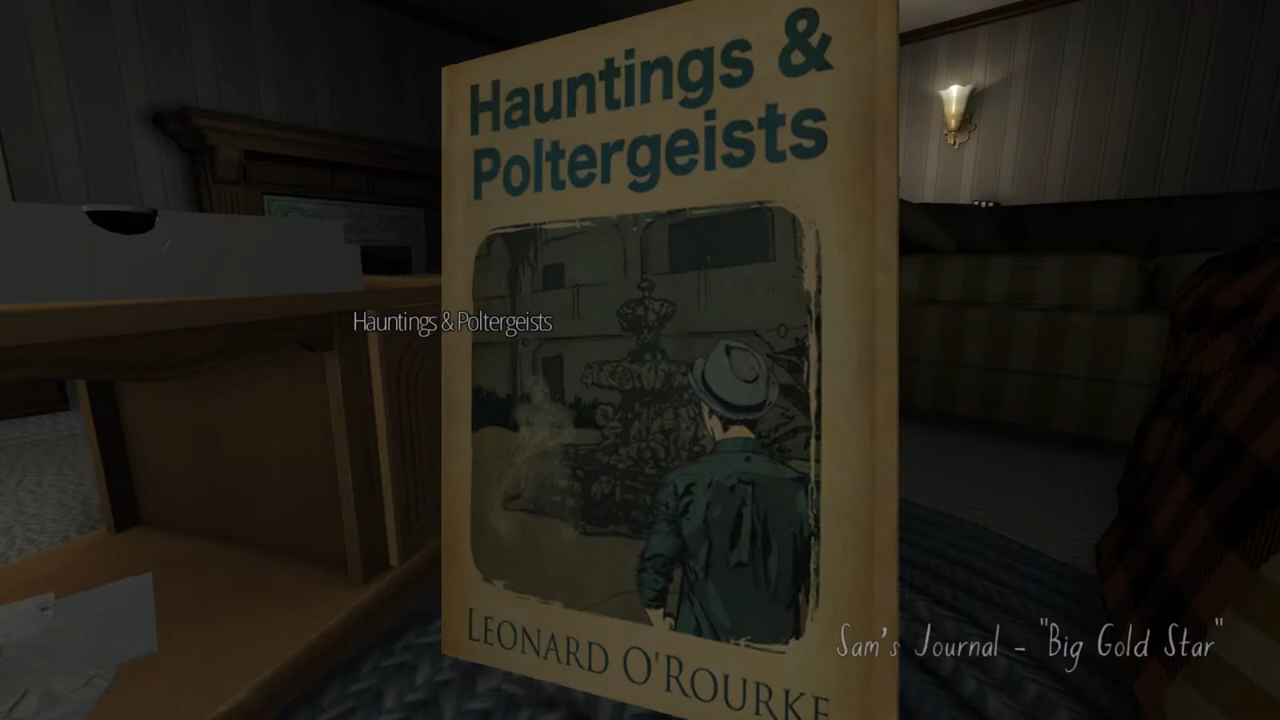 Hauntings &
Poltergeists
Hauntings & Poltergeists
LEONARD O'ROURKE
Sam's Journal - "Big Gold Star"